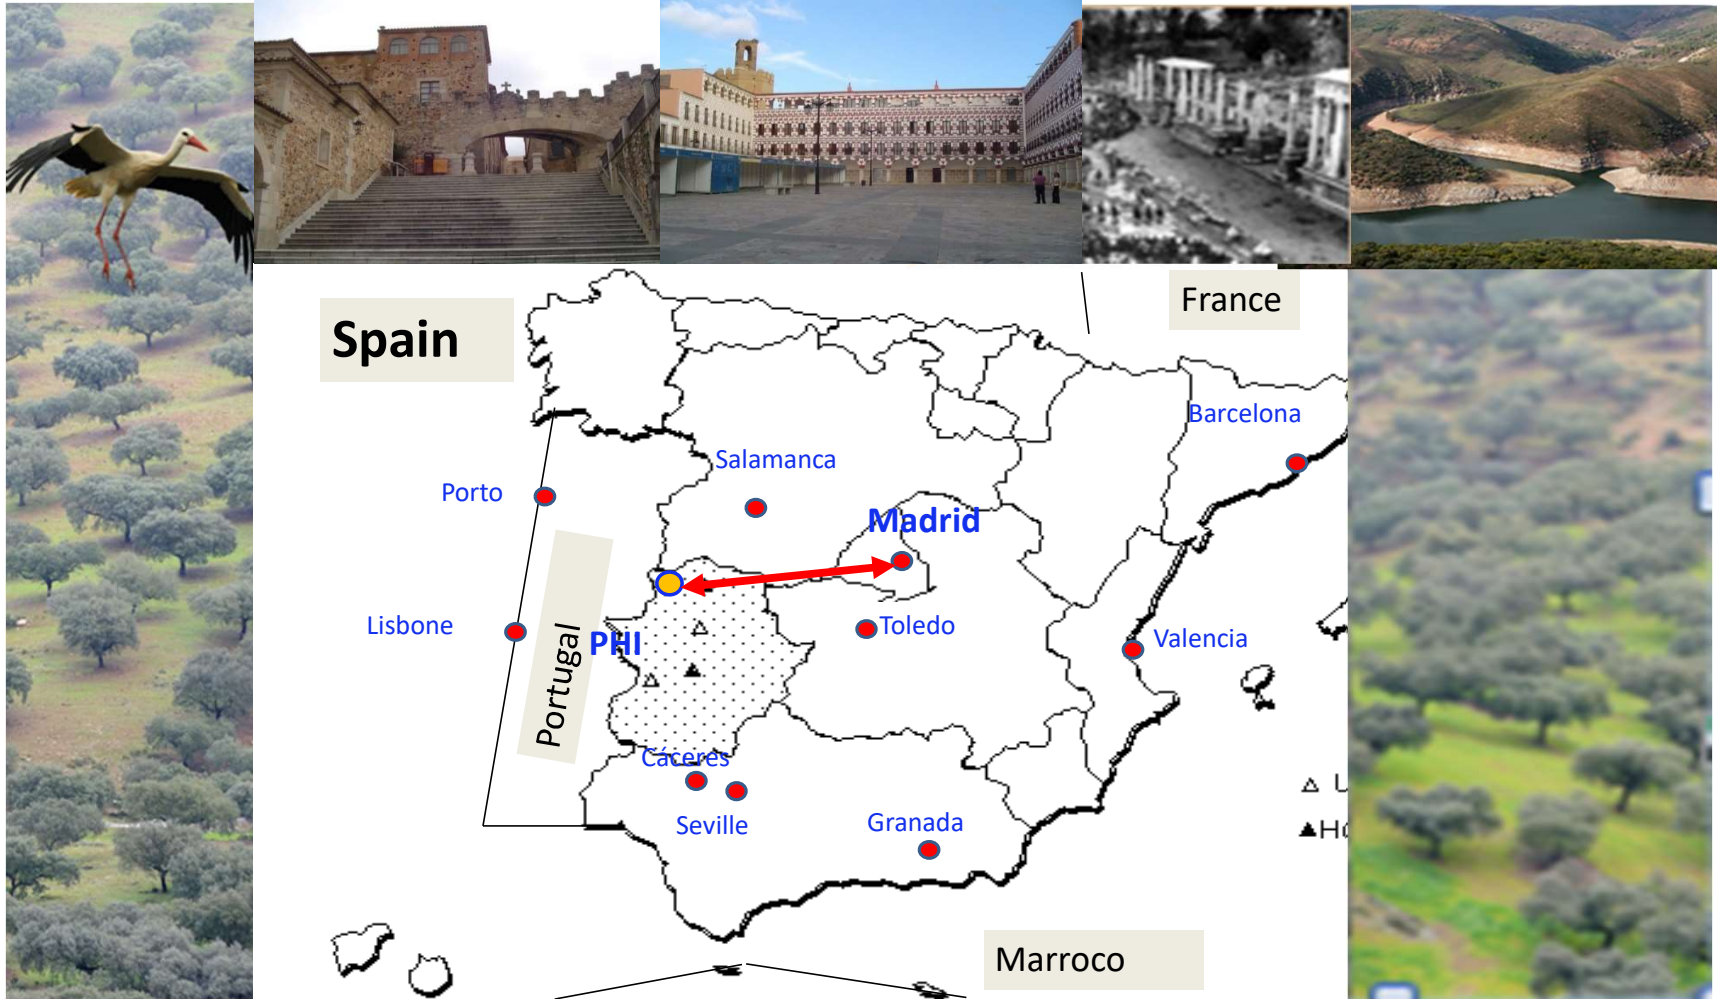 Spain
France
Barcelona
Salamanca
Porto
Madrid
Lisbone
Toledo
PHI
Valencia
Portugal
Cáceres
Seville
Granada
Marroco